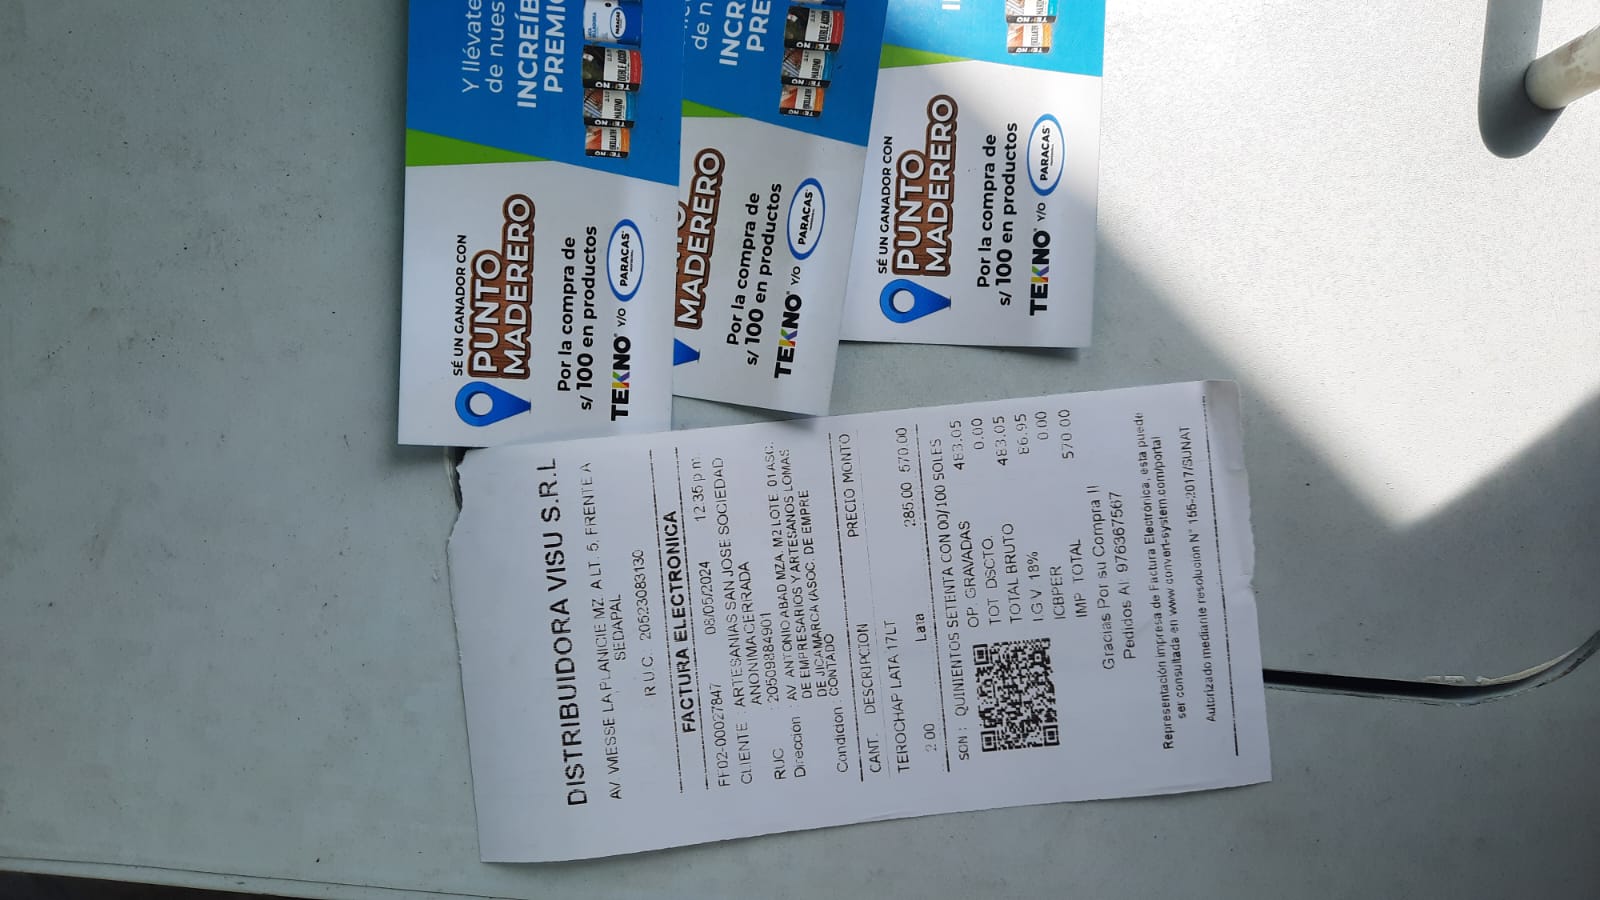 Y llévate
de nues
INCREÍB
PREMIO
SÉ UN GANADOR CON
PUNTO
MADERERO
Por la compra de
s/ 100 en productos
TEKNO Y/O PARACAS
de n
INCR
PRE
MADERERO
Por la compra de
s/ 100 en productos
TEKNO Y/O PARACAS
SÉ UN GANADOR CON
PUNTO
MADERERO
Por la compra de
s/ 100 en productos
TEKNO Y/O PARACAS
DISTRIBUIDORA VISU S.R.L
AV. WIESSE LA PLANICIE MZ. A LT. 5, FRENTE A
SEDAPAL
R.U.C.: 20523083130
FACTURA ELECTRONICA
FF02-00027847 08/05/2024 12:35 p.m.
CLIENTE : ARTESANIAS SAN JOSE SOCIEDAD
ANONIMA CERRADA
RUC : 20509884901
Direccion : AV. ANTONIO ABAD MZA. M2 LOTE. 01 ASC.
DE EMPRESARIOS Y ARTESANOS LOMAS
DE JICAMARCA (ASOC. DE EMPRE
Condicion : CONTADO
CANT. DESCRIPCION PRECIO MONTO
TEROCHAP LATA 17LT
2.00 Lata 285.00 570.00
SON : QUINIENTOS SETENTA CON 00/100 SOLES
OP. GRAVADAS 483.05
TOT. DSCTO. 0.00
TOTAL BRUTO 483.05
I.G.V 18% 86.95
ICBPER 0.00
IMP. TOTAL 570.00
Gracias Por su Compra !!
Pedidos Al: 976367567
Representación impresa de Factura Electrónica, esta puede
ser consultada en www.convert-system.com/portal
Autorizado mediante resolucion N° 155-2017/SUNAT